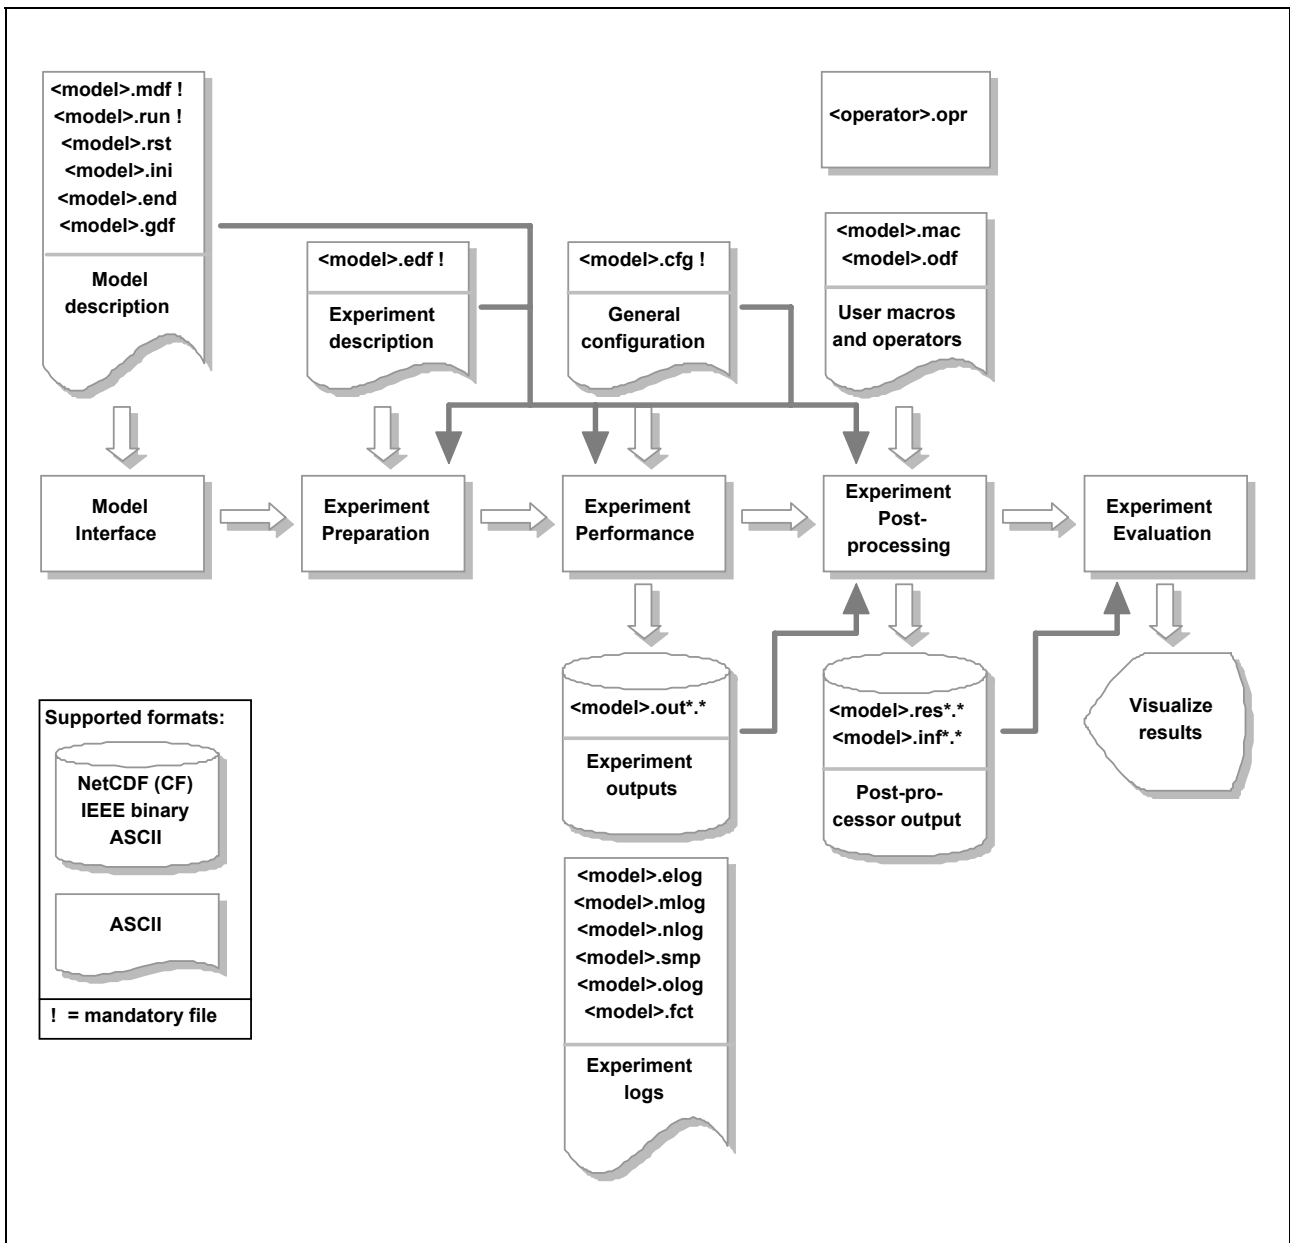 <model>.mdf !
<model>.run !
<model>.rst
<model>.ini
<model>.end
<model>.gdf
Model
description
<model>.edf !
Experiment
description
<model>.cfg !
General
configuration
<operator>.opr
<model>.mac
<model>.odf
User macros
and operators
Model
Interface
Experiment
Preparation
Experiment
Performance
Experiment
Post-
processing
Experiment
Evaluation
<model>.out*.*
Experiment
outputs
<model>.res*.*
<model>.inf*.*
Post-pro-
cessor output
Visualize
results
<model>.elog
<model>.mlog
<model>.nlog
<model>.smp
<model>.olog
<model>.fct
Experiment
logs
Supported formats:
NetCDF (CF)
IEEE binary
ASCII
ASCII
! = mandatory file